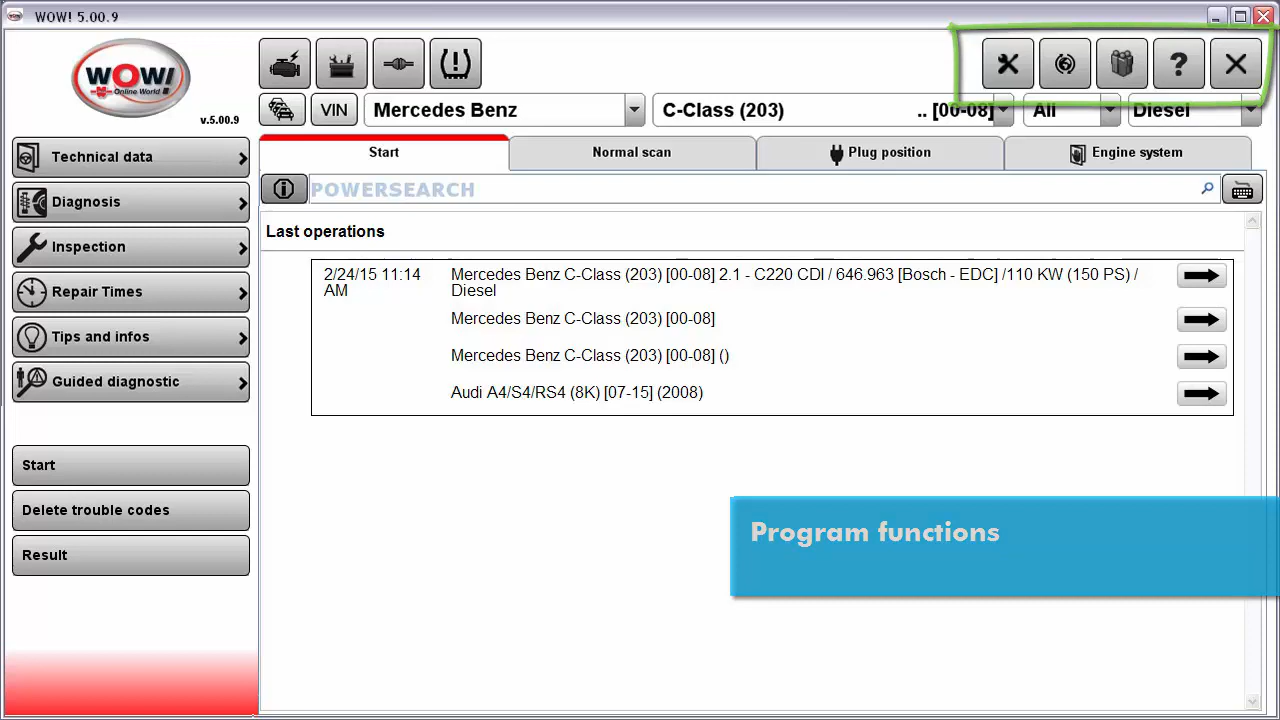 WOW! 5.00.9
WOW!
Online World
v.5.00.9
?
VIN
Mercedes Benz
C-Class (203) .. [00-08]
All
Diesel
Technical data
Diagnosis
Inspection
Repair Times
Tips and infos
Guided diagnostic
Start
Delete trouble codes
Result
Start
Normal scan
Plug position
Engine system
POWERSEARCH
Last operations
2/24/15 11:14
AM
Mercedes Benz C-Class (203) [00-08] 2.1 - C220 CDI / 646.963 [Bosch - EDC] /110 KW (150 PS) /
Diesel
Mercedes Benz C-Class (203) [00-08]
Mercedes Benz C-Class (203) [00-08] ()
Audi A4/S4/RS4 (8K) [07-15] (2008)
Program functions